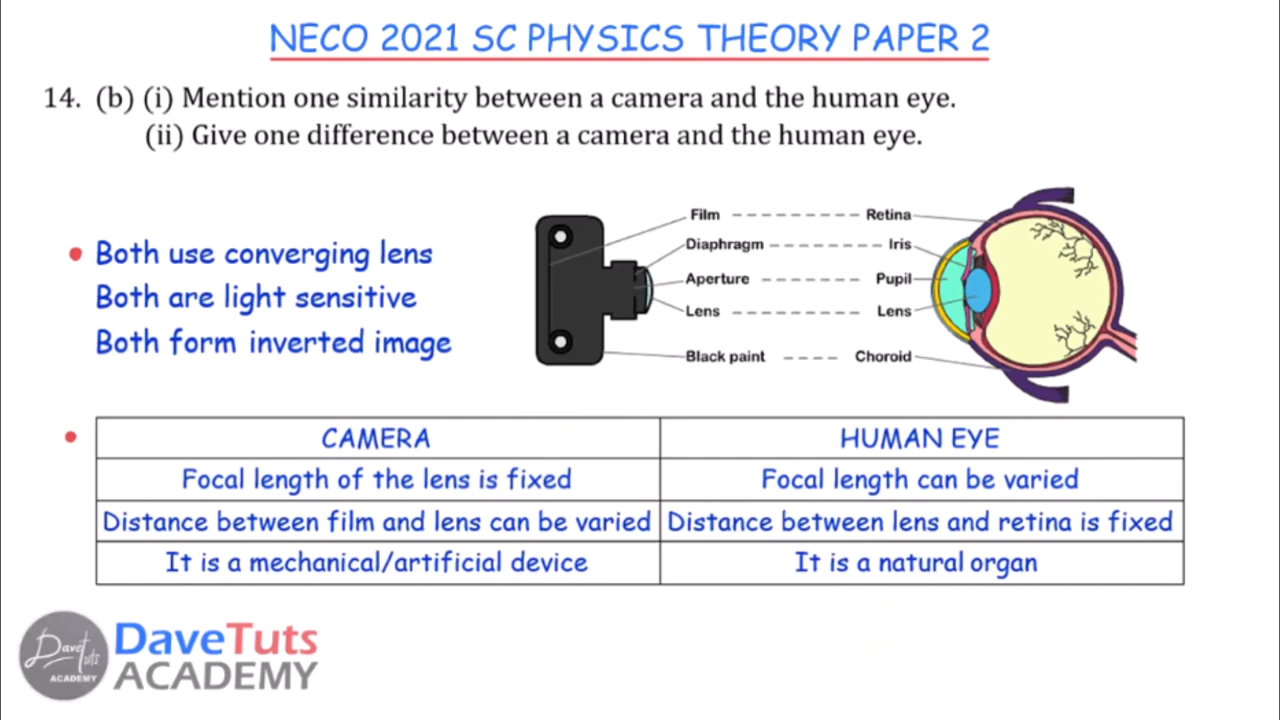 NECO 2021 SC PHYSICS THEORY PAPER 2
14. (b) (i) Mention one similarity between a camera and the human eye.
(ii) Give one difference between a camera and the human eye.
• Both use converging lens
Both are light sensitive
Both form inverted image
Film Retina
Diaphragm Iris
Aperture Pupil
Lens Lens
Black paint Choroid
• CAMERA HUMAN EYE
Focal length of the lens is fixed Focal length can be varied
Distance between film and lens can be varied Distance between lens and retina is fixed
It is a mechanical/artificial device It is a natural organ
Dave Tuts ACADEMY
DaveTuts
ACADEMY